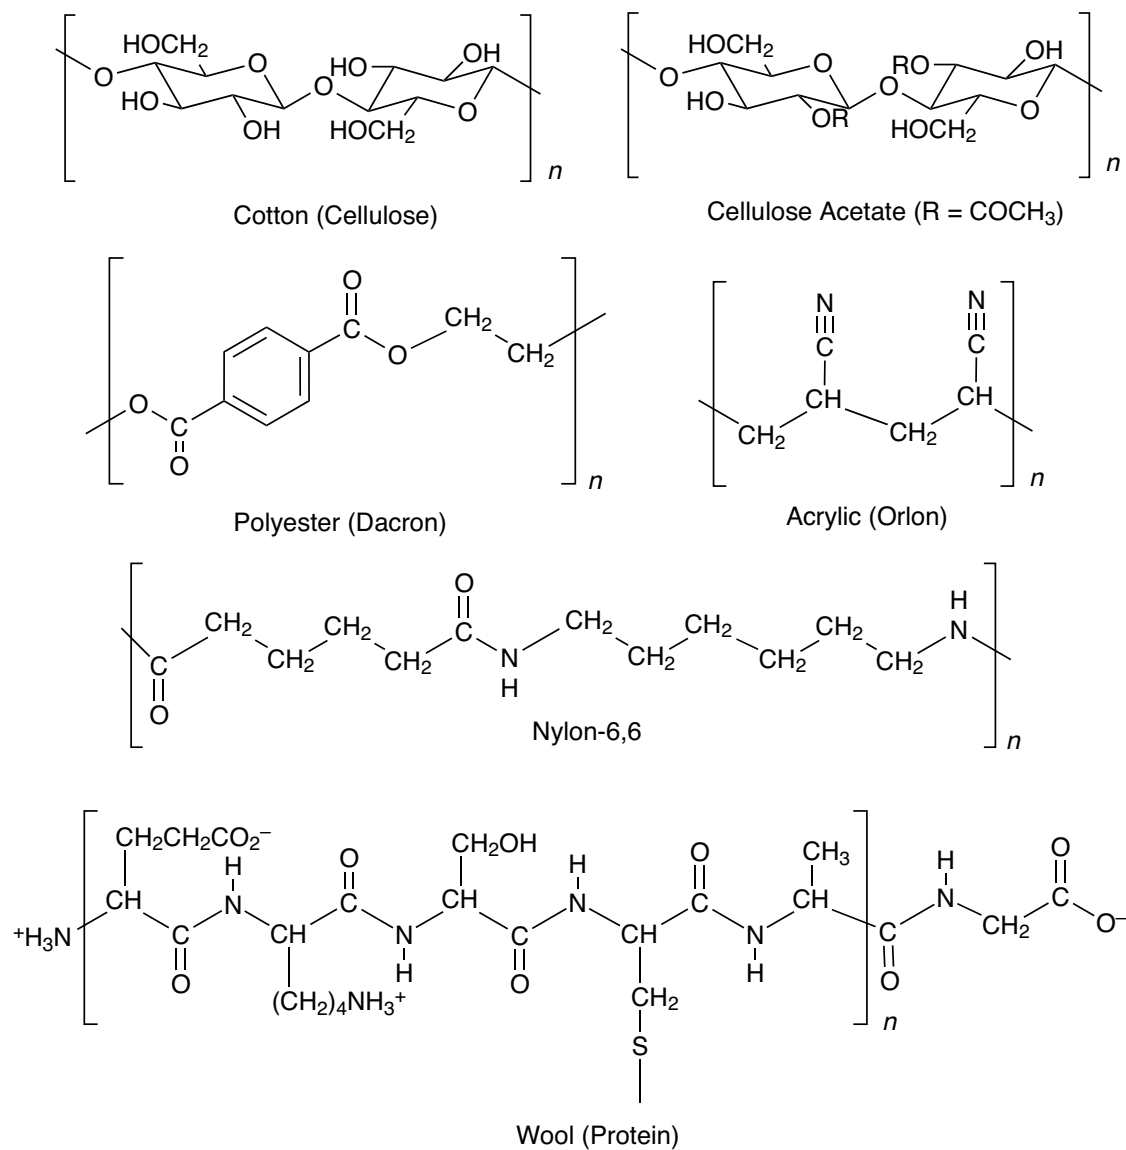 HOCH2 O O HO OH O HO OH HOCH2 O n
Cotton (Cellulose)
HOCH2 O O HO OR O RO OH HOCH2 O n
Cellulose Acetate (R = COCH3)
O C O CH2 CH2 O C O n
Polyester (Dacron)
N C CH CH2 N C CH CH2 n
Acrylic (Orlon)
C O CH2 CH2 CH2 CH2 C O N H CH2 CH2 CH2 CH2 CH2 CH2 N H n
Nylon-6,6
+H3N CH CH2CH2CO2– C O N H CH (CH2)4NH3+ C O N H CH CH2OH C O N H CH CH2 S C O N H CH CH3 n C O N H CH2 C O O–
Wool (Protein)